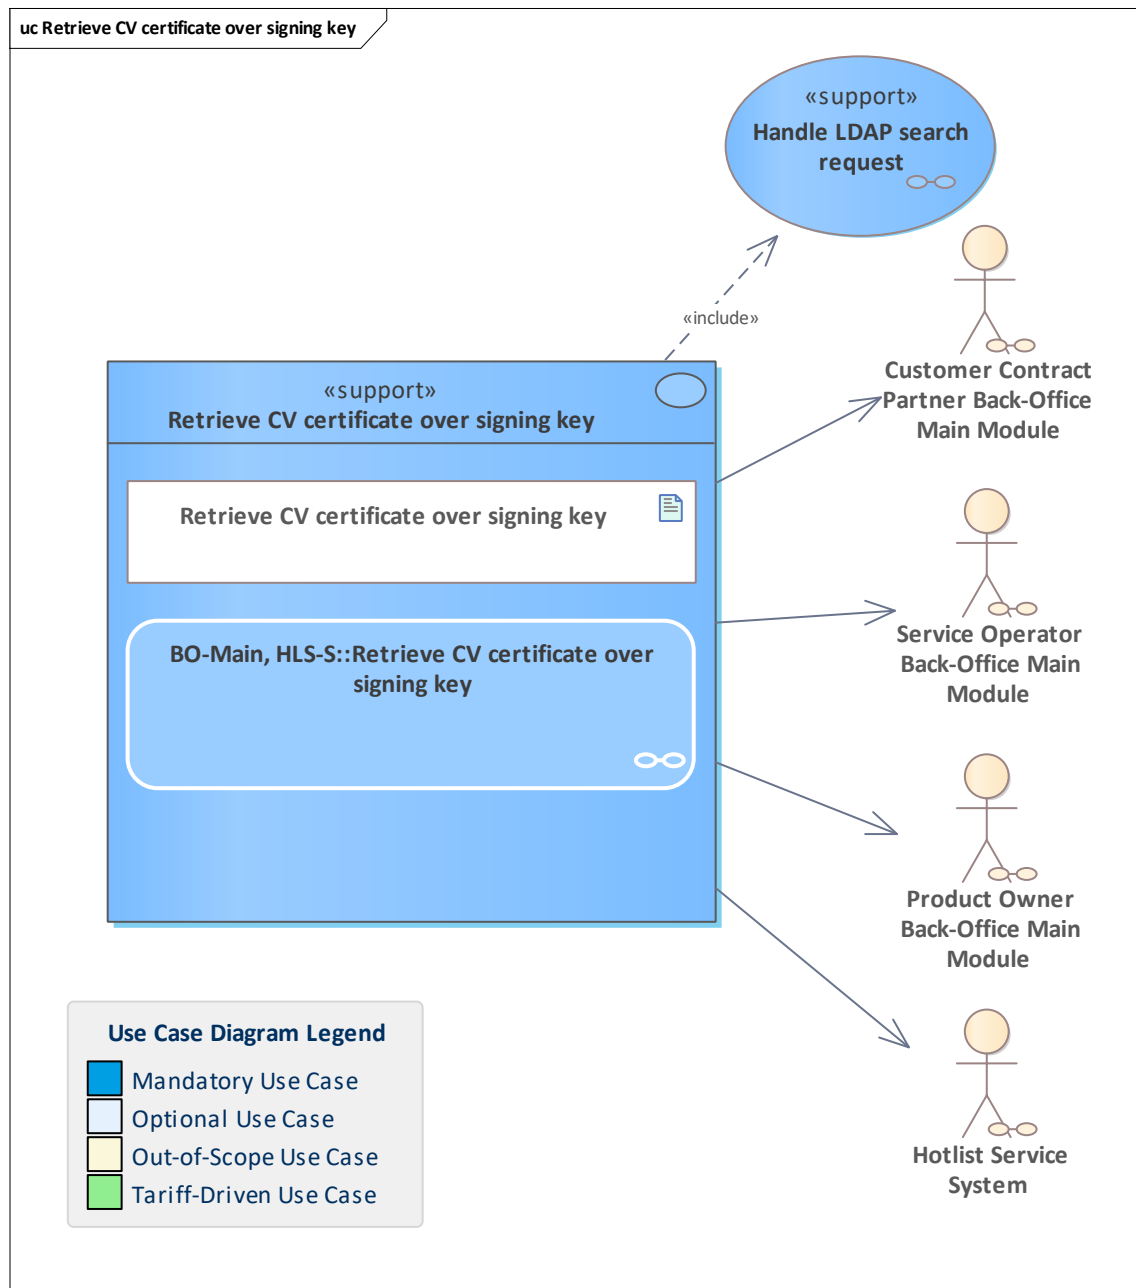 uc Retrieve CV certificate over signing key
«support»
Handle LDAP search
request
«include»
Customer Contract
Partner Back-Office
Main Module
«support»
Retrieve CV certificate over signing key
Retrieve CV certificate over signing key
Service Operator
Back-Office Main
Module
BO-Main, HLS-S::Retrieve CV certificate over
signing key
Product Owner
Back-Office Main
Module
Hotlist Service
System
Use Case Diagram Legend
Mandatory Use Case
Optional Use Case
Out-of-Scope Use Case
Tariff-Driven Use Case